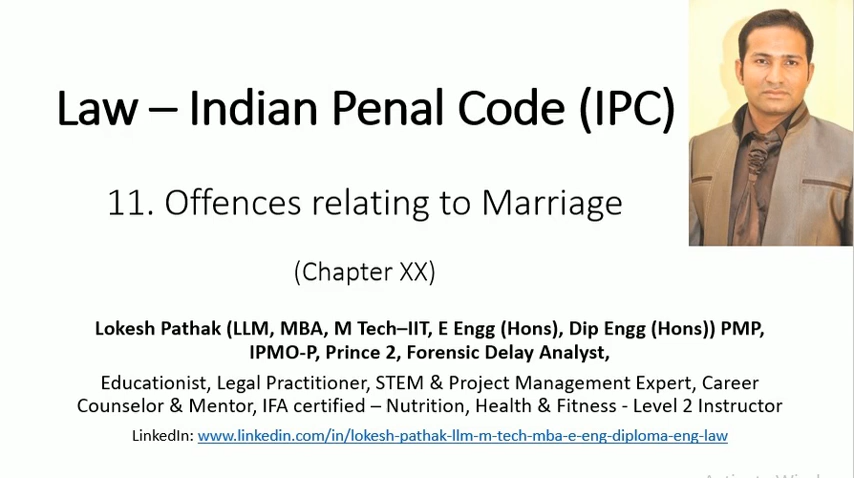 Law – Indian Penal Code (IPC)
11. Offences relating to Marriage
(Chapter XX)
Lokesh Pathak (LLM, MBA, M Tech–IIT, E Engg (Hons), Dip Engg (Hons)) PMP,
IPMO-P, Prince 2, Forensic Delay Analyst,
Educationist, Legal Practitioner, STEM & Project Management Expert, Career
Counselor & Mentor, IFA certified – Nutrition, Health & Fitness - Level 2 Instructor
LinkedIn: www.linkedin.com/in/lokesh-pathak-llm-m-tech-mba-e-eng-diploma-eng-law